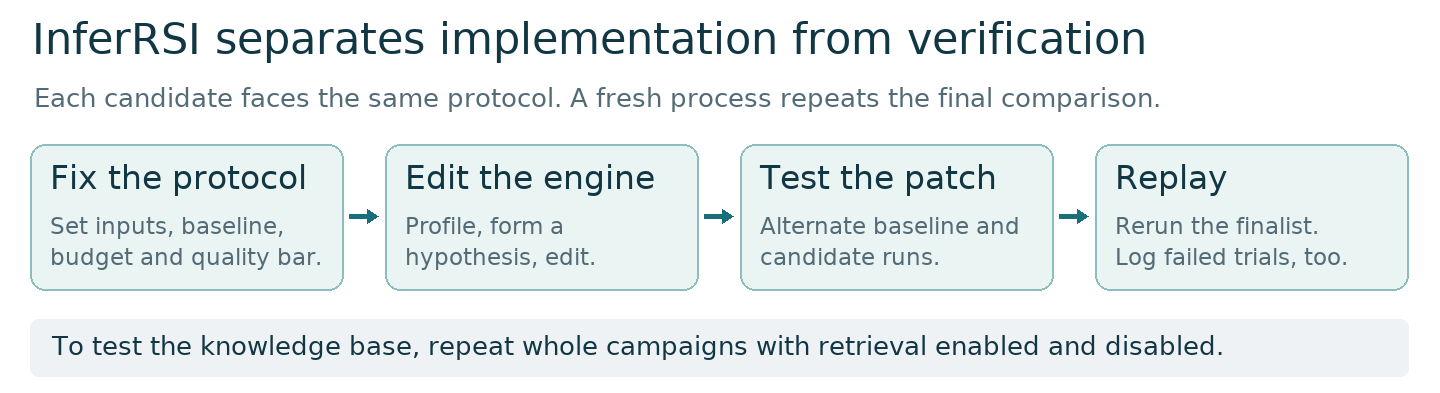 InferRSI separates implementation from verification
Each candidate faces the same protocol. A fresh process repeats the final comparison.
Fix the protocol
Set inputs, baseline,
budget and quality bar.
Edit the engine
Profile, form a
hypothesis, edit.
Test the patch
Alternate baseline and
candidate runs.
Replay
Rerun the finalist.
Log failed trials, too.
To test the knowledge base, repeat whole campaigns with retrieval enabled and disabled.